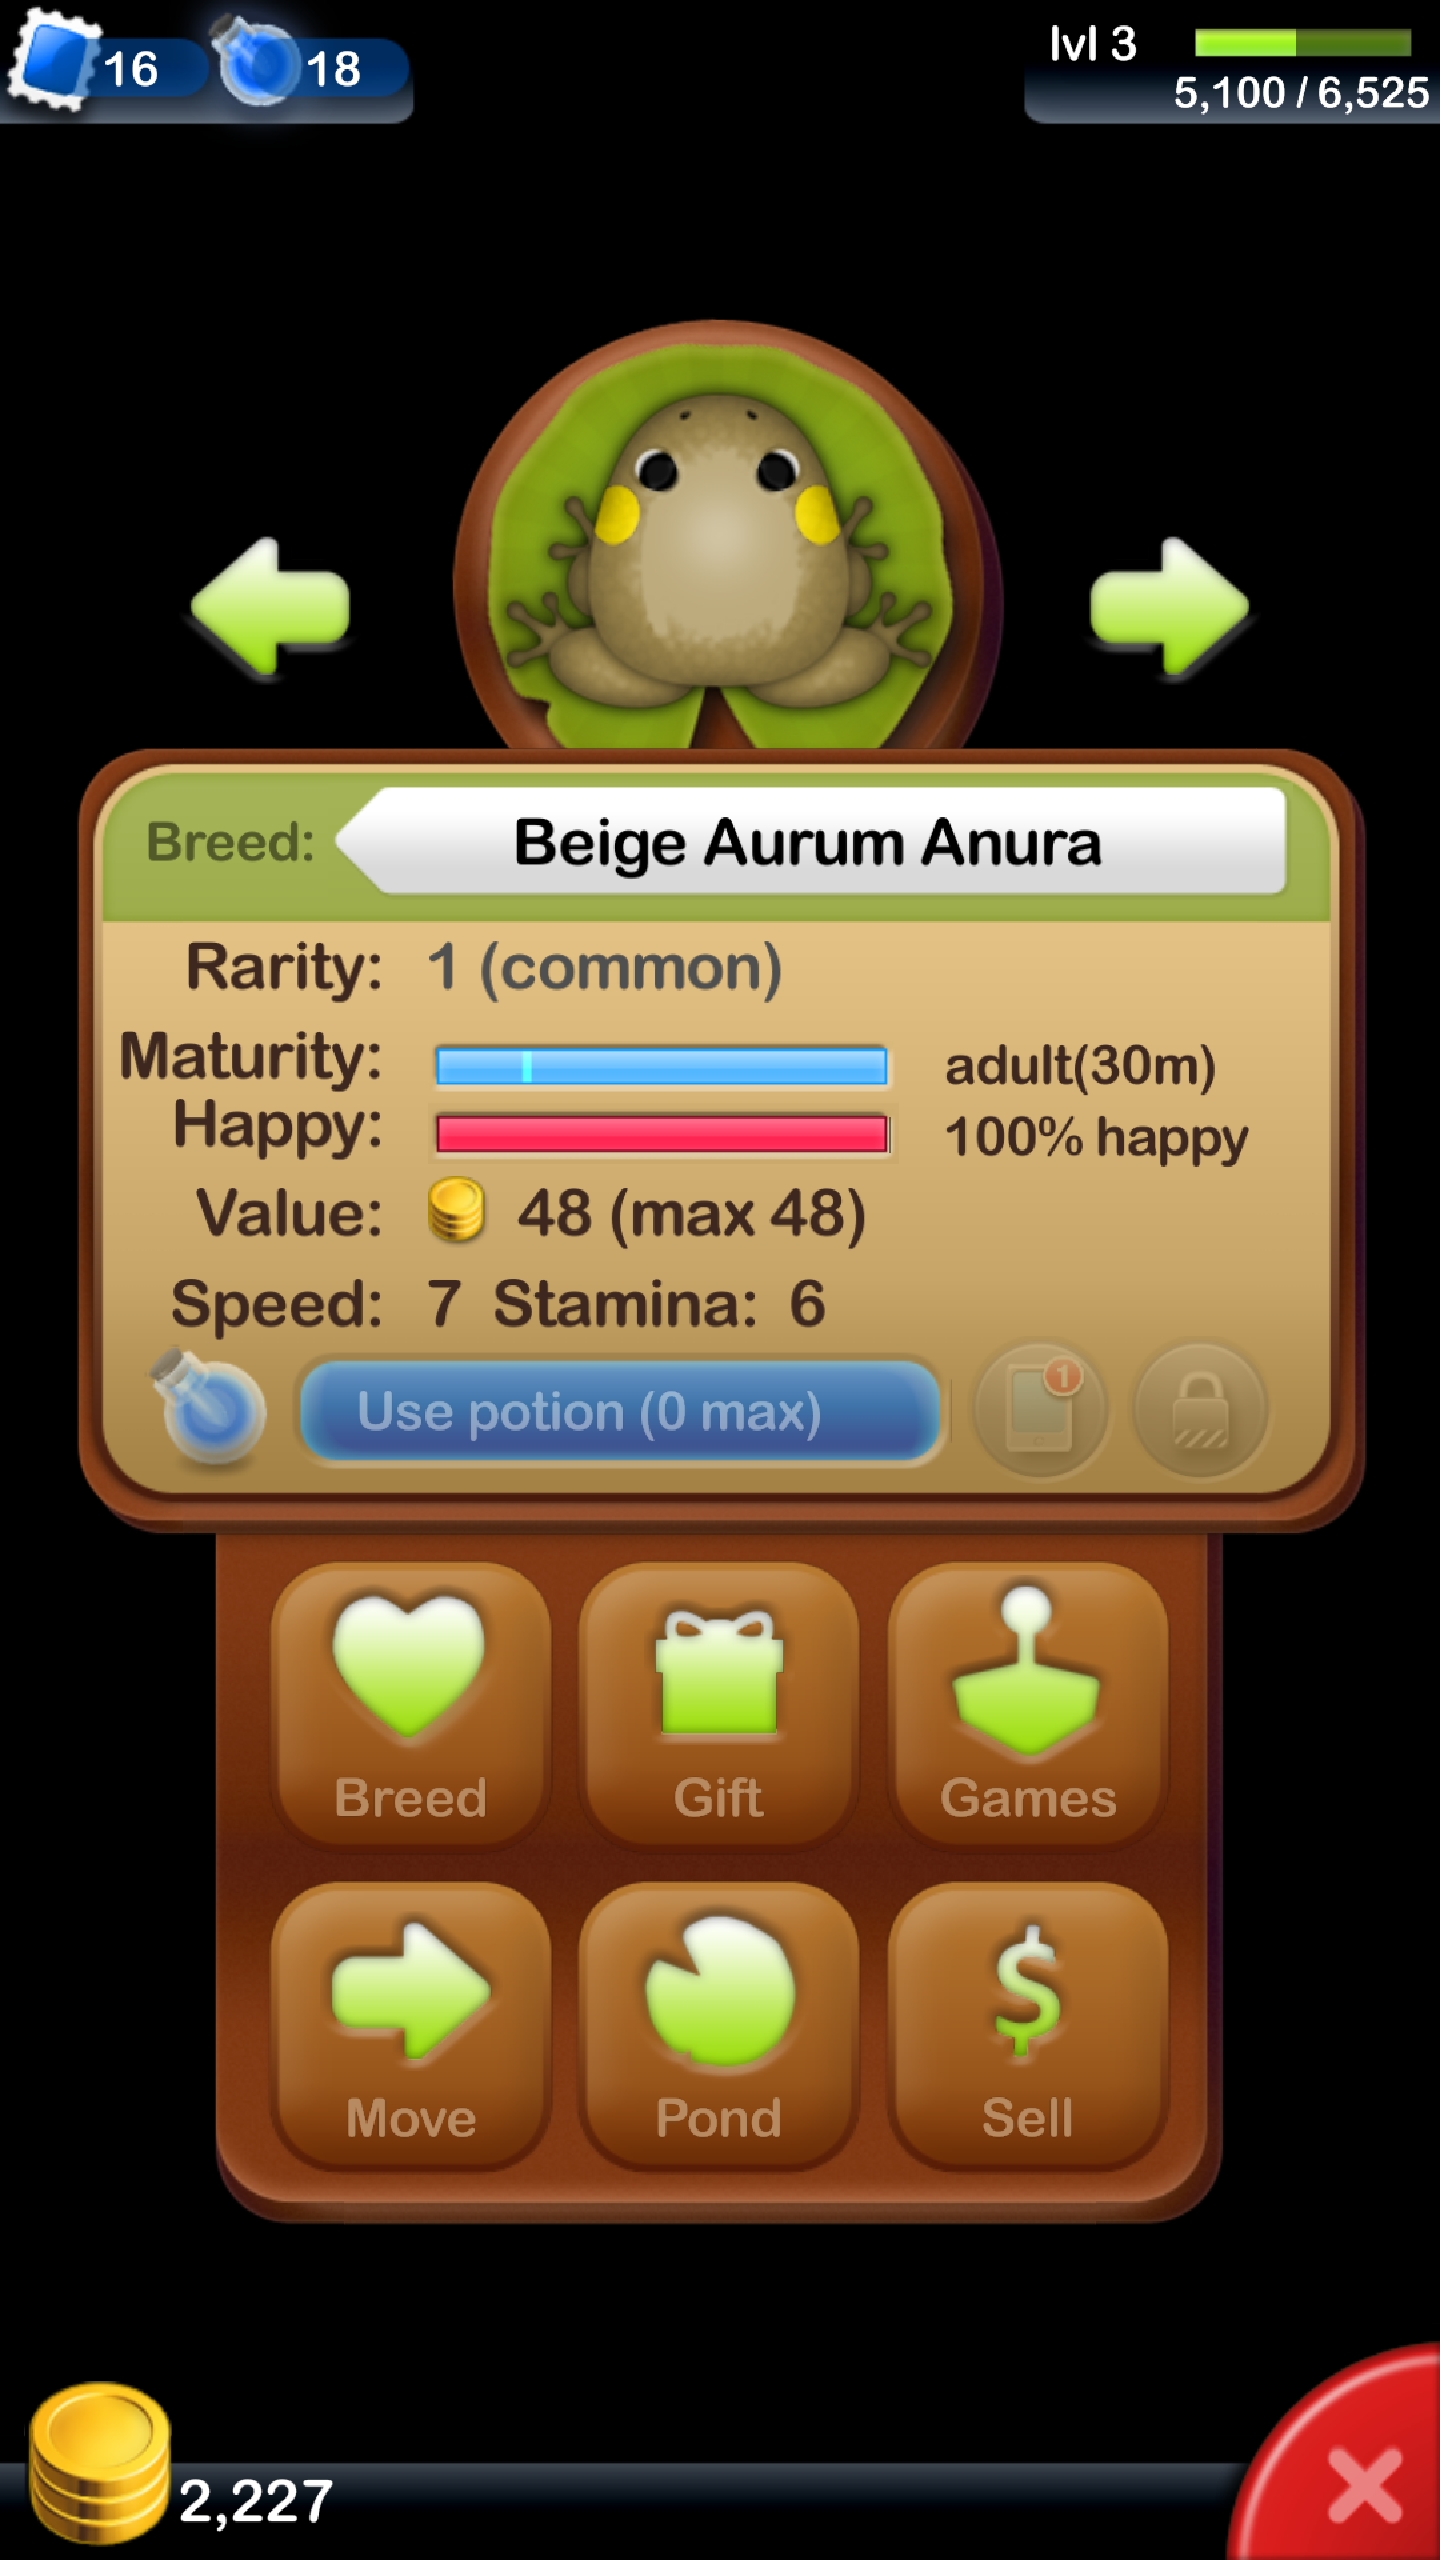 16 18 lvl 3
5,100 / 6,525
Breed: Beige Aurum Anura
Rarity: 1 (common)
Maturity: adult(30m)
Happy: 100% happy
Value: 48 (max 48)
Speed: 7 Stamina: 6
Use potion (0 max) 1
Breed Gift Games
Move Pond Sell
2,227